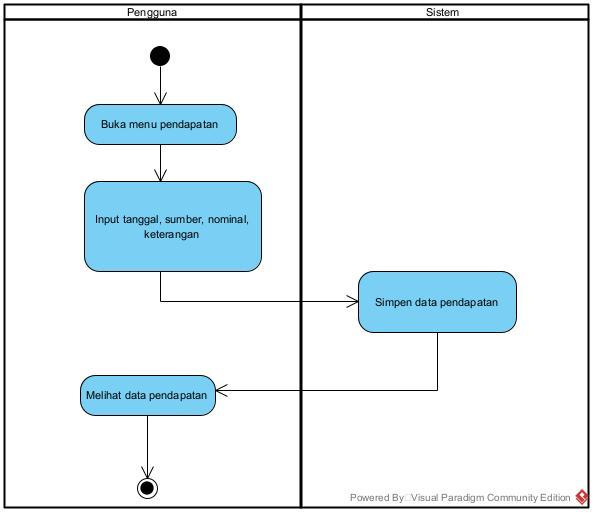 Pengguna
Sistem
Buka menu pendapatan
Input tanggal, sumber, nominal,
keterangan
Simpen data pendapatan
Melihat data pendapatan
Powered By Visual Paradigm Community Edition